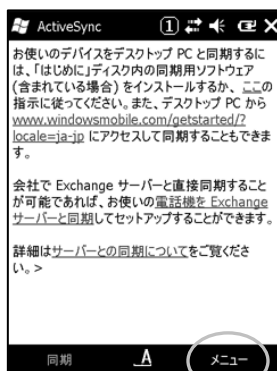 ActiveSync
お使いのデバイスをデスクトップ PC と同期するに
は、「はじめに」ディスク内の同期用ソフトウェア
(含まれている場合) をインストールするか、ここの
指示に従ってください。また、デスクトップ PC から
www.windowsmobile.com/getstarted/?
locale=ja-jp にアクセスして同期することもできま
す。
会社で Exchange サーバーと直接同期すること
が可能であれば、お使いの電話機を Exchange
サーバーと同期してセットアップすることができます。
詳細はサーバーとの同期についてをご覧くださ
い。>
同期 A メニュー